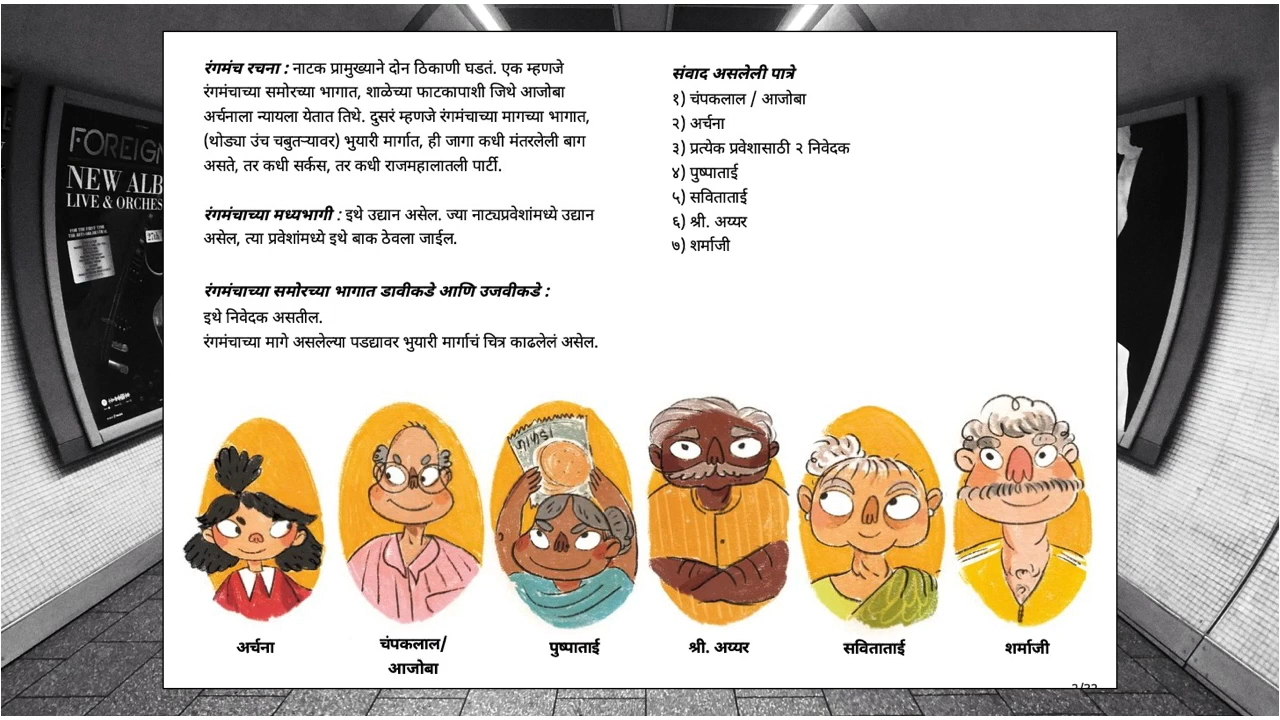 रंगमंच रचना : नाटक प्रामुख्याने दोन ठिकाणी घडतं. एक म्हणजे
रंगमंचाच्या समोरच्या भागात, शाळेच्या फाटकापाशी जिथे आजोबा
अर्चनाला न्यायला येतात तिथे. दुसरं म्हणजे रंगमंचाच्या मागच्या भागात,
(थोड्या उंच चबुतऱ्यावर) भुयारी मार्गात, ही जागा कधी मंतरलेली बाग
असते, तर कधी सर्कस, तर कधी राजमहालातली पार्टी.
रंगमंचाच्या मध्यभागी : इथे उद्यान असेल. ज्या नाट्यप्रवेशांमध्ये उद्यान
असेल, त्या प्रवेशांमध्ये इथे बाक ठेवला जाईल.
रंगमंचाच्या समोरच्या भागात डावीकडे आणि उजवीकडे :
इथे निवेदक असतील.
रंगमंचाच्या मागे असलेल्या पडद्यावर भुयारी मार्गाचं चित्र काढलेलं असेल.
संवाद असलेली पात्रे
१) चंपकलाल / आजोबा
२) अर्चना
३) प्रत्येक प्रवेशासाठी २ निवेदक
४) पुष्पाताई
५) सविताताई
६) श्री. अय्यर
७) शर्माजी
अर्चना
चंपकलाल/
आजोबा
पुष्पाताई
श्री. अय्यर
सविताताई
शर्माजी
FOREIGN
NEW ALB
LIVE & ORCHES